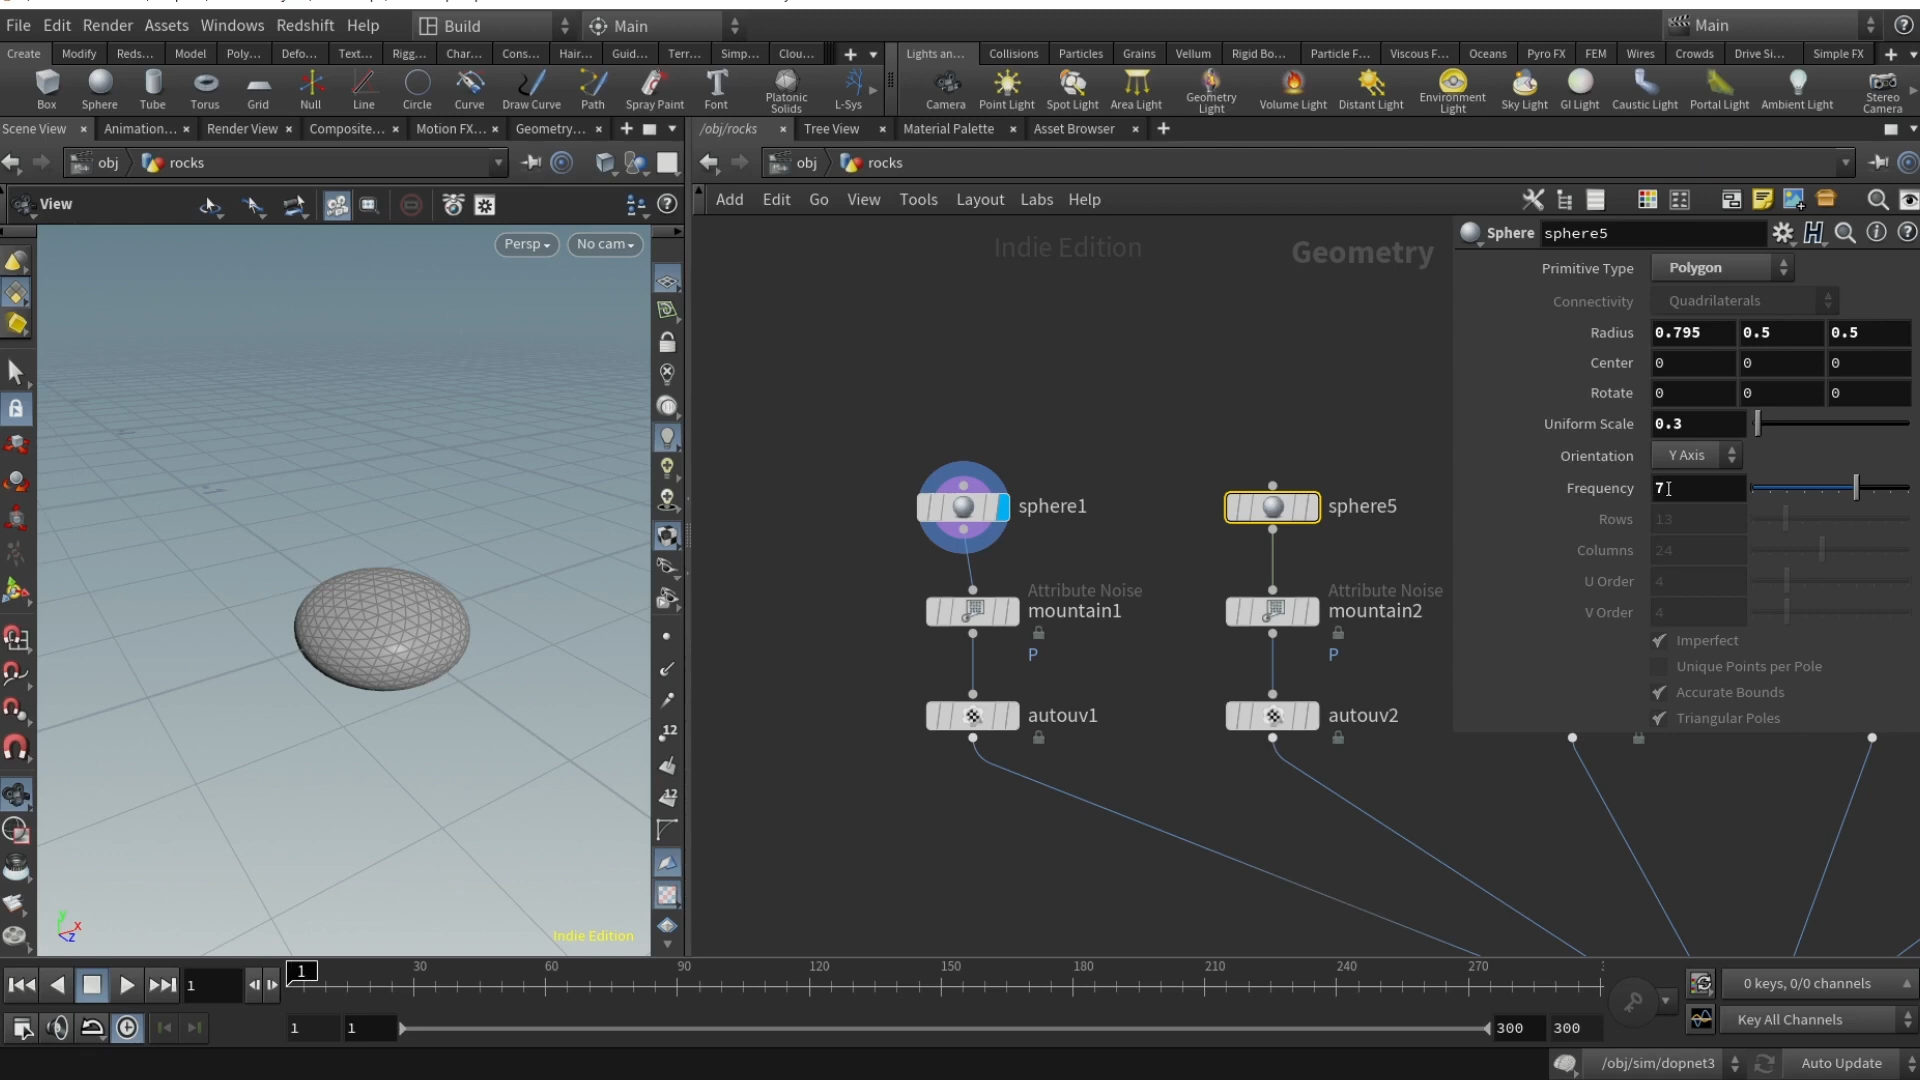 File Edit Render Assets Windows Redshift Help Build Main Main
Create Modify Reds... Model Poly... Defo... Text... Rigg... Char... Cons... Hair... Guid... Terr... Simp... Clou... Lights an... Collisions Particles Grains Vellum Rigid Bo... Particle F... Viscous F... Oceans Pyro FX FEM Wires Crowds Drive Si... Simple FX
Box Sphere Tube Torus Grid Null Line Circle Curve Draw Curve Path Spray Paint Font Platonic Solids L-Sys Camera Point Light Spot Light Area Light Geometry Light Volume Light Distant Light Environment Light Sky Light GI Light Caustic Light Portal Light Ambient Light Stereo Camera
Scene View Animation... Render View Composite... Motion FX... Geometry... /obj/rocks Tree View Material Palette Asset Browser
obj rocks obj rocks
View Add Edit Go View Tools Layout Labs Help
Persp No cam
Indie Edition Geometry
Sphere sphere5
Primitive Type Polygon
Connectivity Quadrilaterals
Radius 0.795 0.5 0.5
Center 0 0 0
Rotate 0 0 0
Uniform Scale 0.3
Orientation Y Axis
Frequency 7
Rows 13
Columns 24
U Order 4
V Order 4
Imperfect
Unique Points per Pole
Accurate Bounds
Triangular Poles
sphere1 sphere5
Attribute Noise Attribute Noise
mountain1 mountain2
P P
autouv1 autouv2
12
12
y x z
Indie Edition
1 1 30 60 90 120 150 180 210 240 270
0 keys, 0/0 channels
1 1 300 300 Key All Channels
/obj/sim/dopnet3 Auto Update